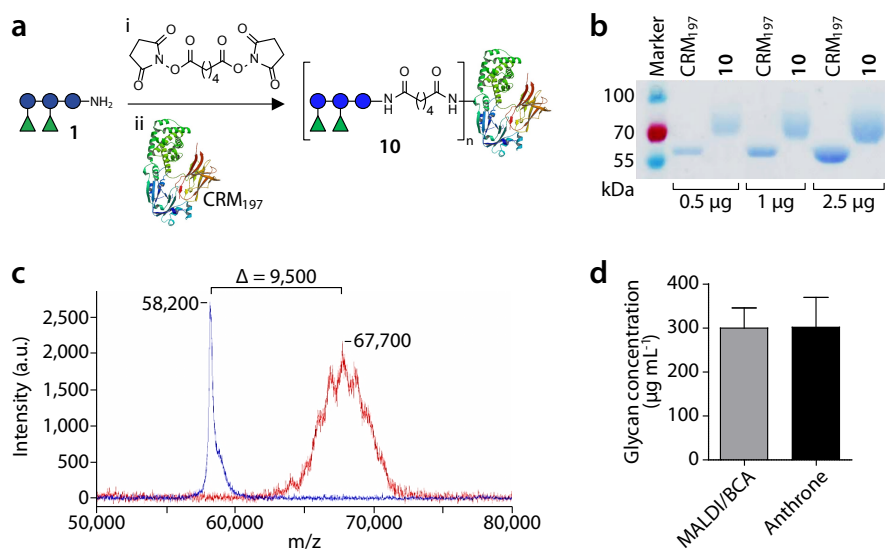 a
i
O
O
O
O
N
O
O
N
4
O
O
NH₂
1
ii
CRM₁₉₇
O
O
N
H
4
N
H
n
10
b
Marker
CRM₁₉₇
10
CRM₁₉₇
10
CRM₁₉₇
10
100
70
55
kDa
0.5 μg
1 μg
2.5 μg
c
Δ = 9,500
58,200
67,700
Intensity (a.u.)
2,500
2,000
1,500
1,000
500
0
50,000 60,000 70,000 80,000
m/z
d
Glycan concentration
(μg mL⁻¹)
400
300
200
100
0
MALDI/BCA
Anthrone